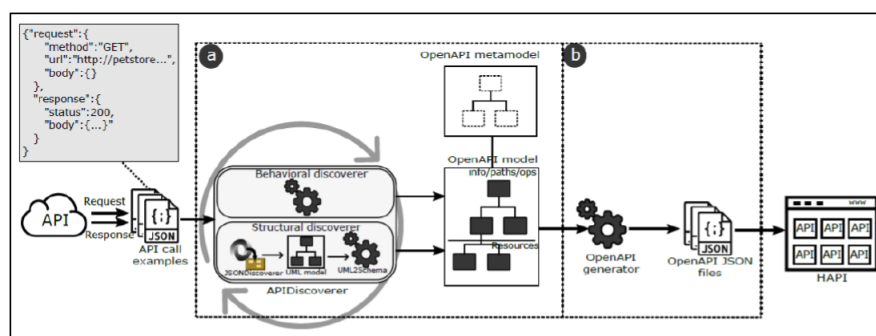 {"request":{
"method":"GET",
"url":"http://petstore...",
"body":{}
},
"response":{
"status":200,
"body":{...}"
}
}
a
b
OpenAPI metamodel
OpenAPI model
info/paths/ops
Resources
Behavioral discoverer
Structural discoverer
JSONDiscoverer
UML model
UML2Schema
APIDiscoverer
API
Request
Response
{;}
JSON
API call
examples
OpenAPI
generator
{;}
JSON
OpenAPI JSON
files
www
API API API
API API API
HAPI